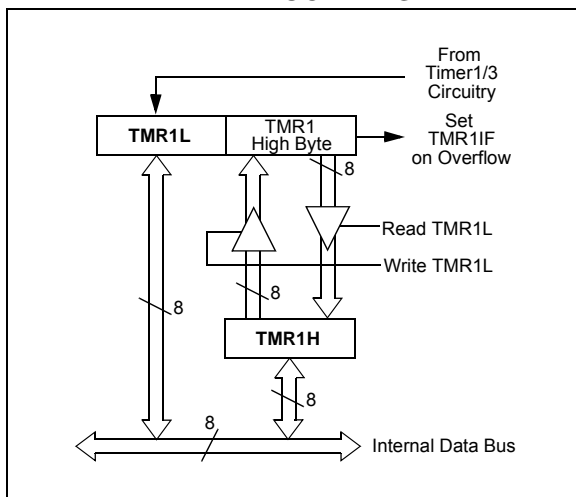 From
Timer1/3
Circuitry
TMR1L
TMR1
High Byte
Set
TMR1IF
on Overflow
8
Read TMR1L
Write TMR1L
8
8
TMR1H
8
8
Internal Data Bus